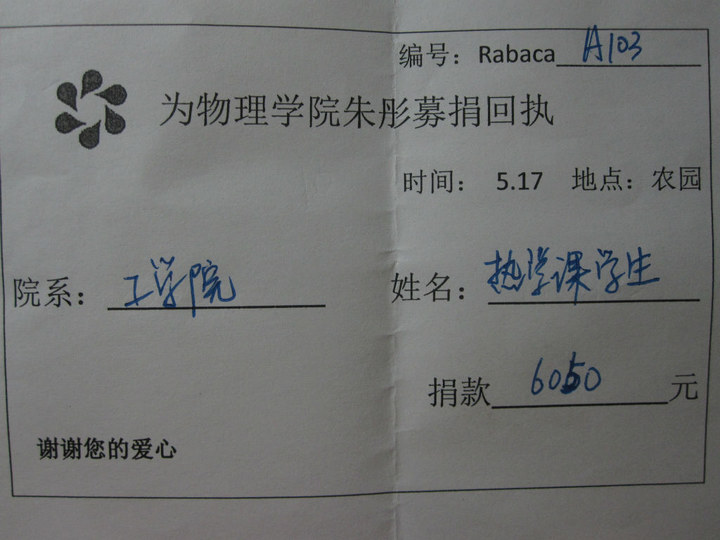 编号：Rabaca A103
为物理学院朱彤募捐回执
时间： 5.17 地点：农园
院系：工学院 姓名：热学课学生
捐款 6050 元
谢谢您的爱心